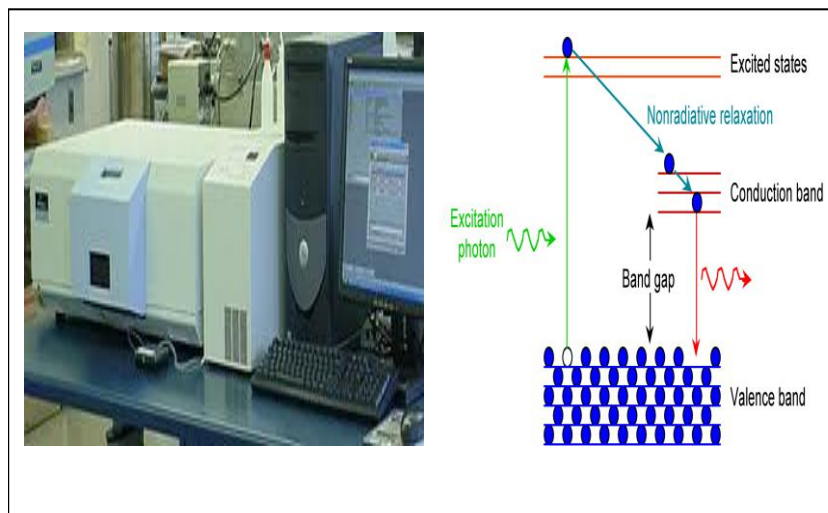 Excited states
Nonradiative relaxation
Conduction band
Excitation
photon
Band gap
Valence band